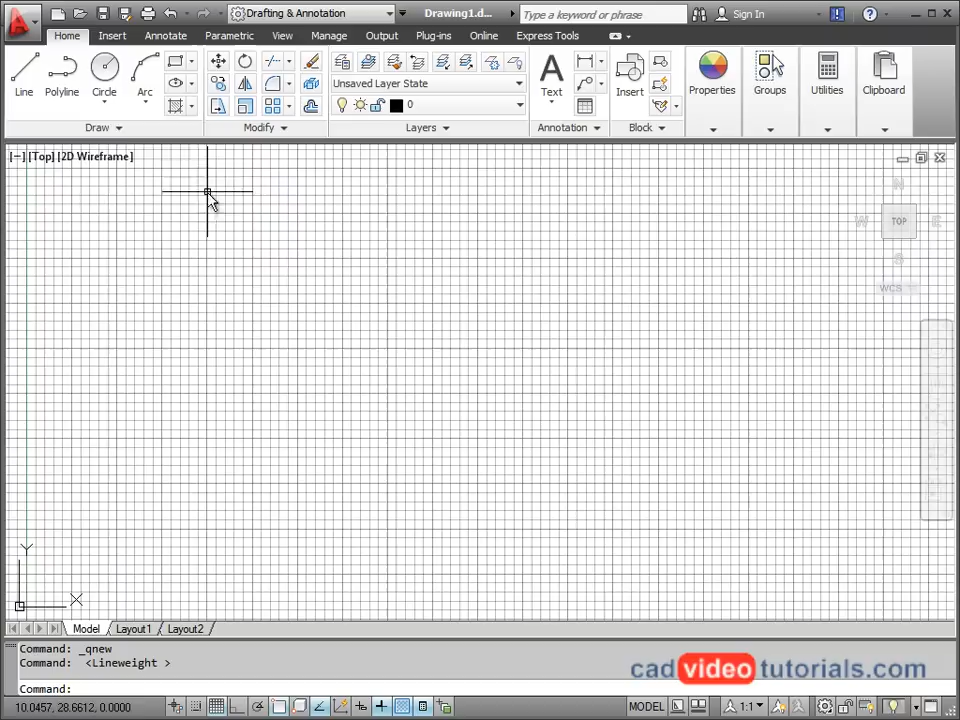 Drafting & Annotation
Drawing1.d...
Type a keyword or phrase
Sign In
Home Insert Annotate Parametric View Manage Output Plug-ins Online Express Tools
Line Polyline Circle Arc
Unsaved Layer State
0
Text
Insert
Properties
Groups
Utilities
Clipboard
Draw
Modify
Layers
Annotation
Block
[−] [Top] [2D Wireframe]
N
W TOP E
S
WCS
Y
X
Model Layout1 Layout2
Command: _qnew
Command: <Lineweight >
Command:
cad video tutorials.com
10.0457, 28.6612, 0.0000
MODEL
1:1